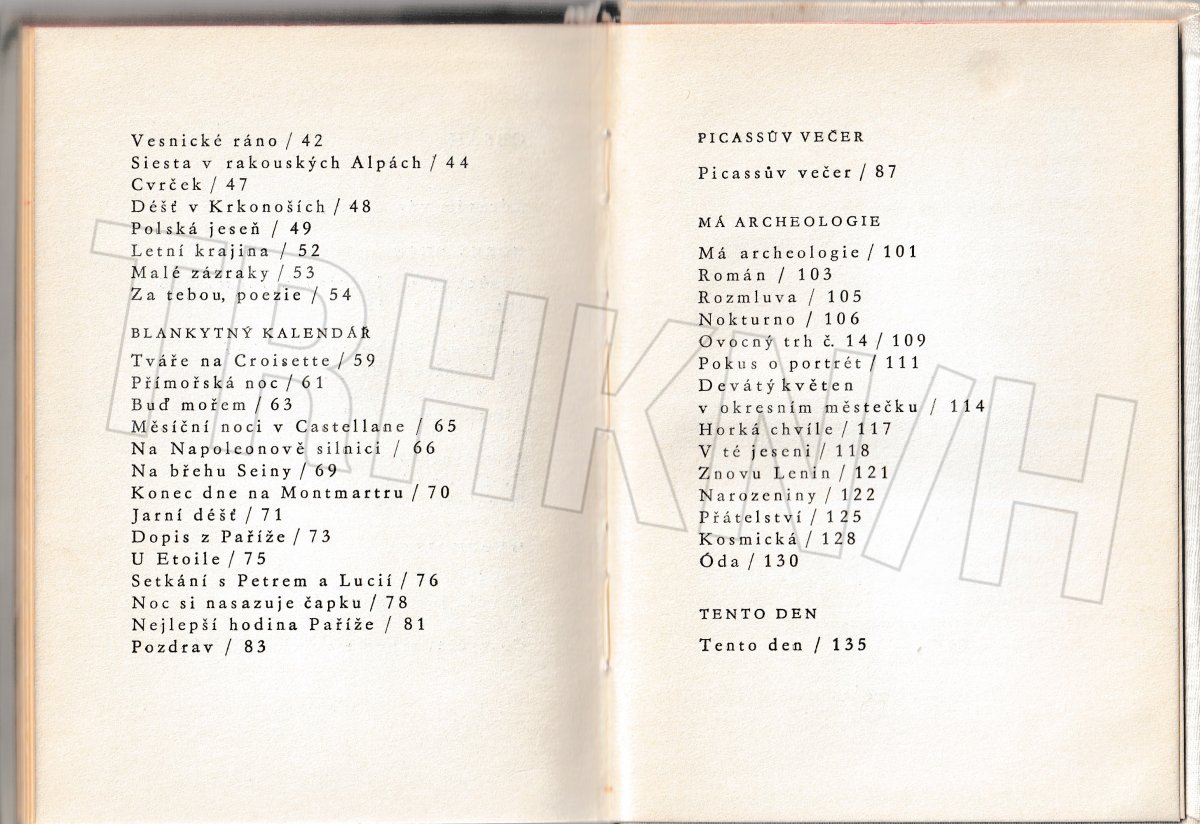 Vesnické ráno / 42
Siesta v rakouských Alpách / 44
Cvrček / 47
Déšť v Krkonoších / 48
Polská jeseň / 49
Letní krajina / 52
Malé zázraky / 53
Za tebou, poezie / 54
BLANKYTNÝ KALENDÁŘ
Tváře na Croisette / 59
Přímořská noc / 61
Buď mořem / 63
Měsíční noci v Castellane / 65
Na Napoleonově silnici / 66
Na břehu Seiny / 69
Konec dne na Montmartru / 70
Jarní déšť / 71
Dopis z Paříže / 73
U Etoile / 75
Setkání s Petrem a Lucií / 76
Noc si nasazuje čapku / 78
Nejlepší hodina Paříže / 81
Pozdrav / 83
PICASSŮV VEČER
Picassův večer / 87
MÁ ARCHEOLOGIE
Má archeologie / 101
Román / 103
Rozmluva / 105
Nokturno / 106
Ovocný trh č. 14 / 109
Pokus o portrét / 111
Devátý květen
v okresním městečku / 114
Horká chvíle / 117
V té jeseni / 118
Znovu Lenin / 121
Narozeniny / 122
Přátelství / 125
Kosmická / 128
Óda / 130
TENTO DEN
Tento den / 135
TRHKNIH